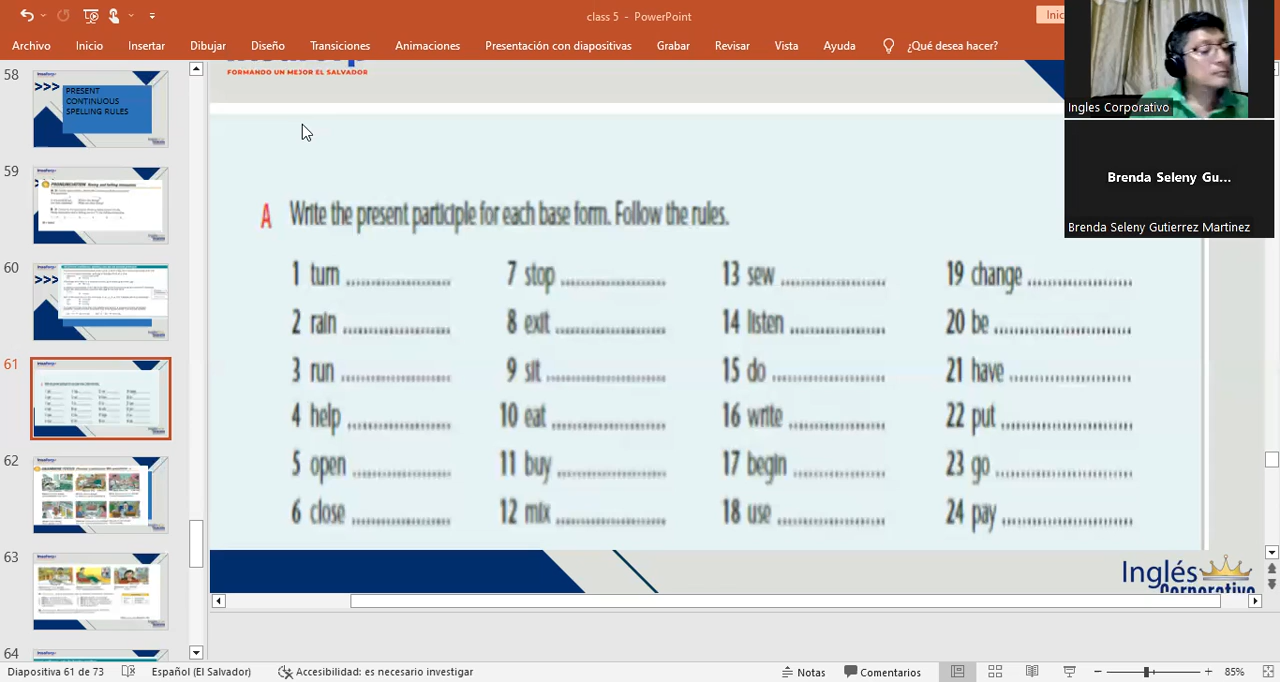 class 5 - PowerPoint
Inic
Archivo Inicio Insertar Dibujar Diseño Transiciones Animaciones Presentación con diapositivas Grabar Revisar Vista Ayuda ¿Qué desea hacer?
FORMANDO UN MEJOR EL SALVADOR
Ingles Corporativo
Brenda Seleny Gu...
Brenda Seleny Gutierrez Martinez
58
PRESENT
CONTINUOUS
SPELLING RULES
59
60
61
62
63
64
A Write the present participle for each base form. Follow the rules.
1 turn ................. 7 stop ................. 13 sew ................. 19 change .................
2 rain ................. 8 exit ................. 14 listen ................. 20 be .................
3 run ................. 9 sit ................. 15 do ................. 21 have .................
4 help ................. 10 eat ................. 16 write ................. 22 put .................
5 open ................. 11 buy ................. 17 begin ................. 23 go .................
6 close ................. 12 mix ................. 18 use ................. 24 pay .................
Inglés
Corporativo
Diapositiva 61 de 73 Español (El Salvador) Accesibilidad: es necesario investigar Notas Comentarios 85%